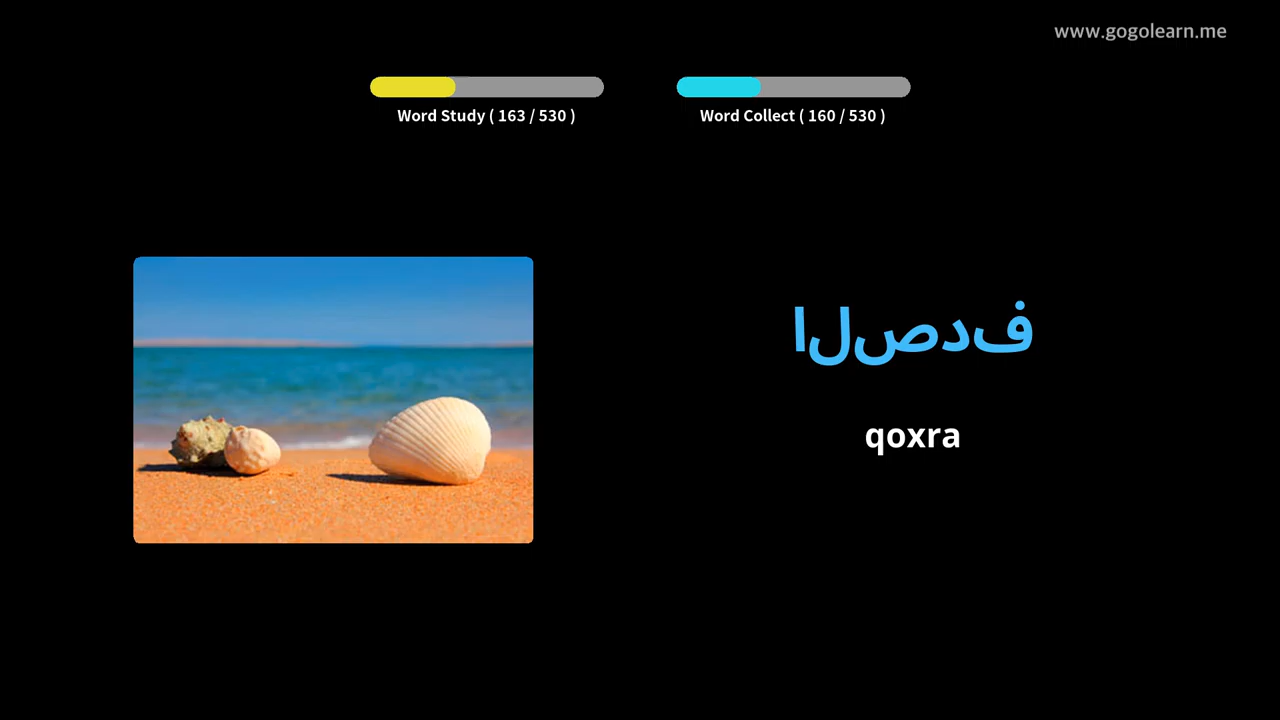 www.gogolearn.me
Word Study ( 163 / 530 )
Word Collect ( 160 / 530 )
الصدف
qoxra